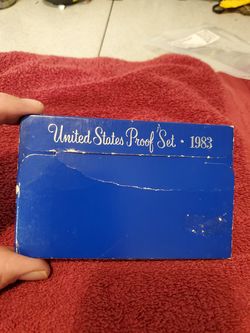 United States Proof Set • 1983